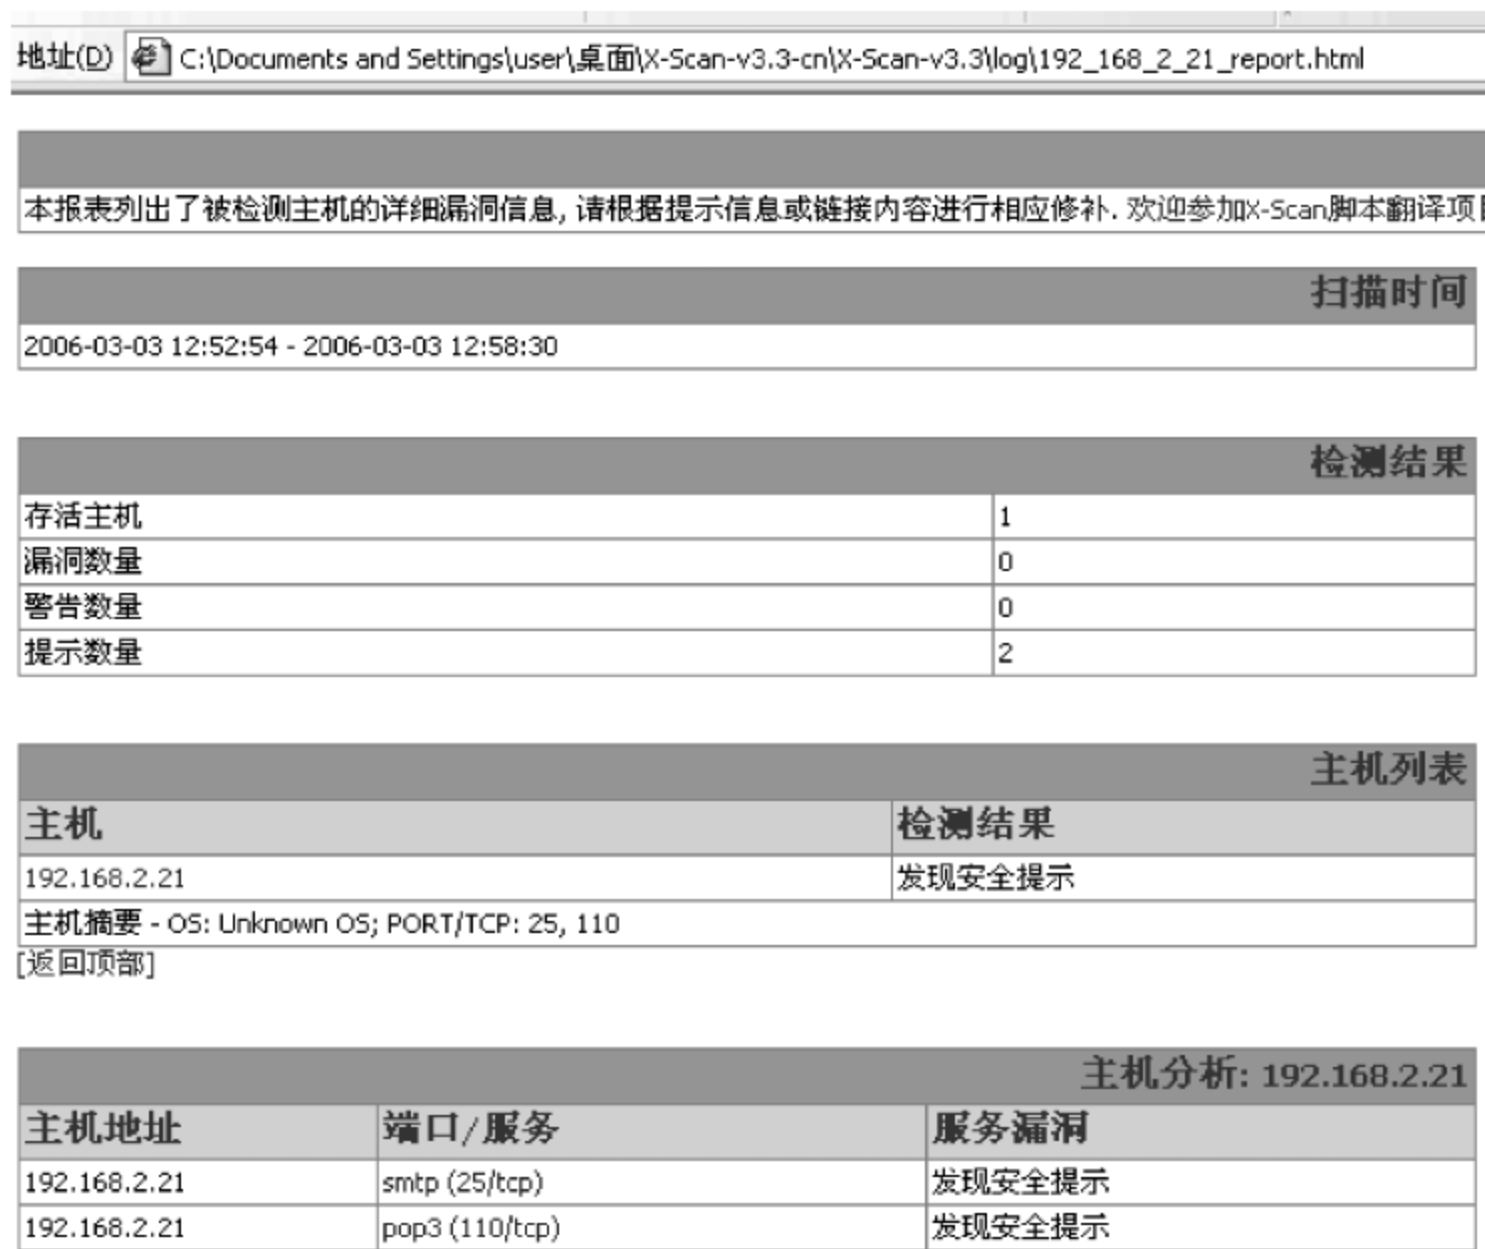 地址(D) C:\Documents and Settings\user\桌面\X-Scan-v3.3-cn\X-Scan-v3.3\log\192_168_2_21_report.html
本报表列出了被检测主机的详细漏洞信息, 请根据提示信息或链接内容进行相应修补. 欢迎参加X-Scan脚本翻译项
扫描时间
2006-03-03 12:52:54 - 2006-03-03 12:58:30
检测结果
存活主机 1
漏洞数量 0
警告数量 0
提示数量 2
主机列表
主机 检测结果
192.168.2.21 发现安全提示
主机摘要 - OS: Unknown OS; PORT/TCP: 25, 110
[返回顶部]
主机分析: 192.168.2.21
主机地址 端口/服务 服务漏洞
192.168.2.21 smtp (25/tcp) 发现安全提示
192.168.2.21 pop3 (110/tcp) 发现安全提示